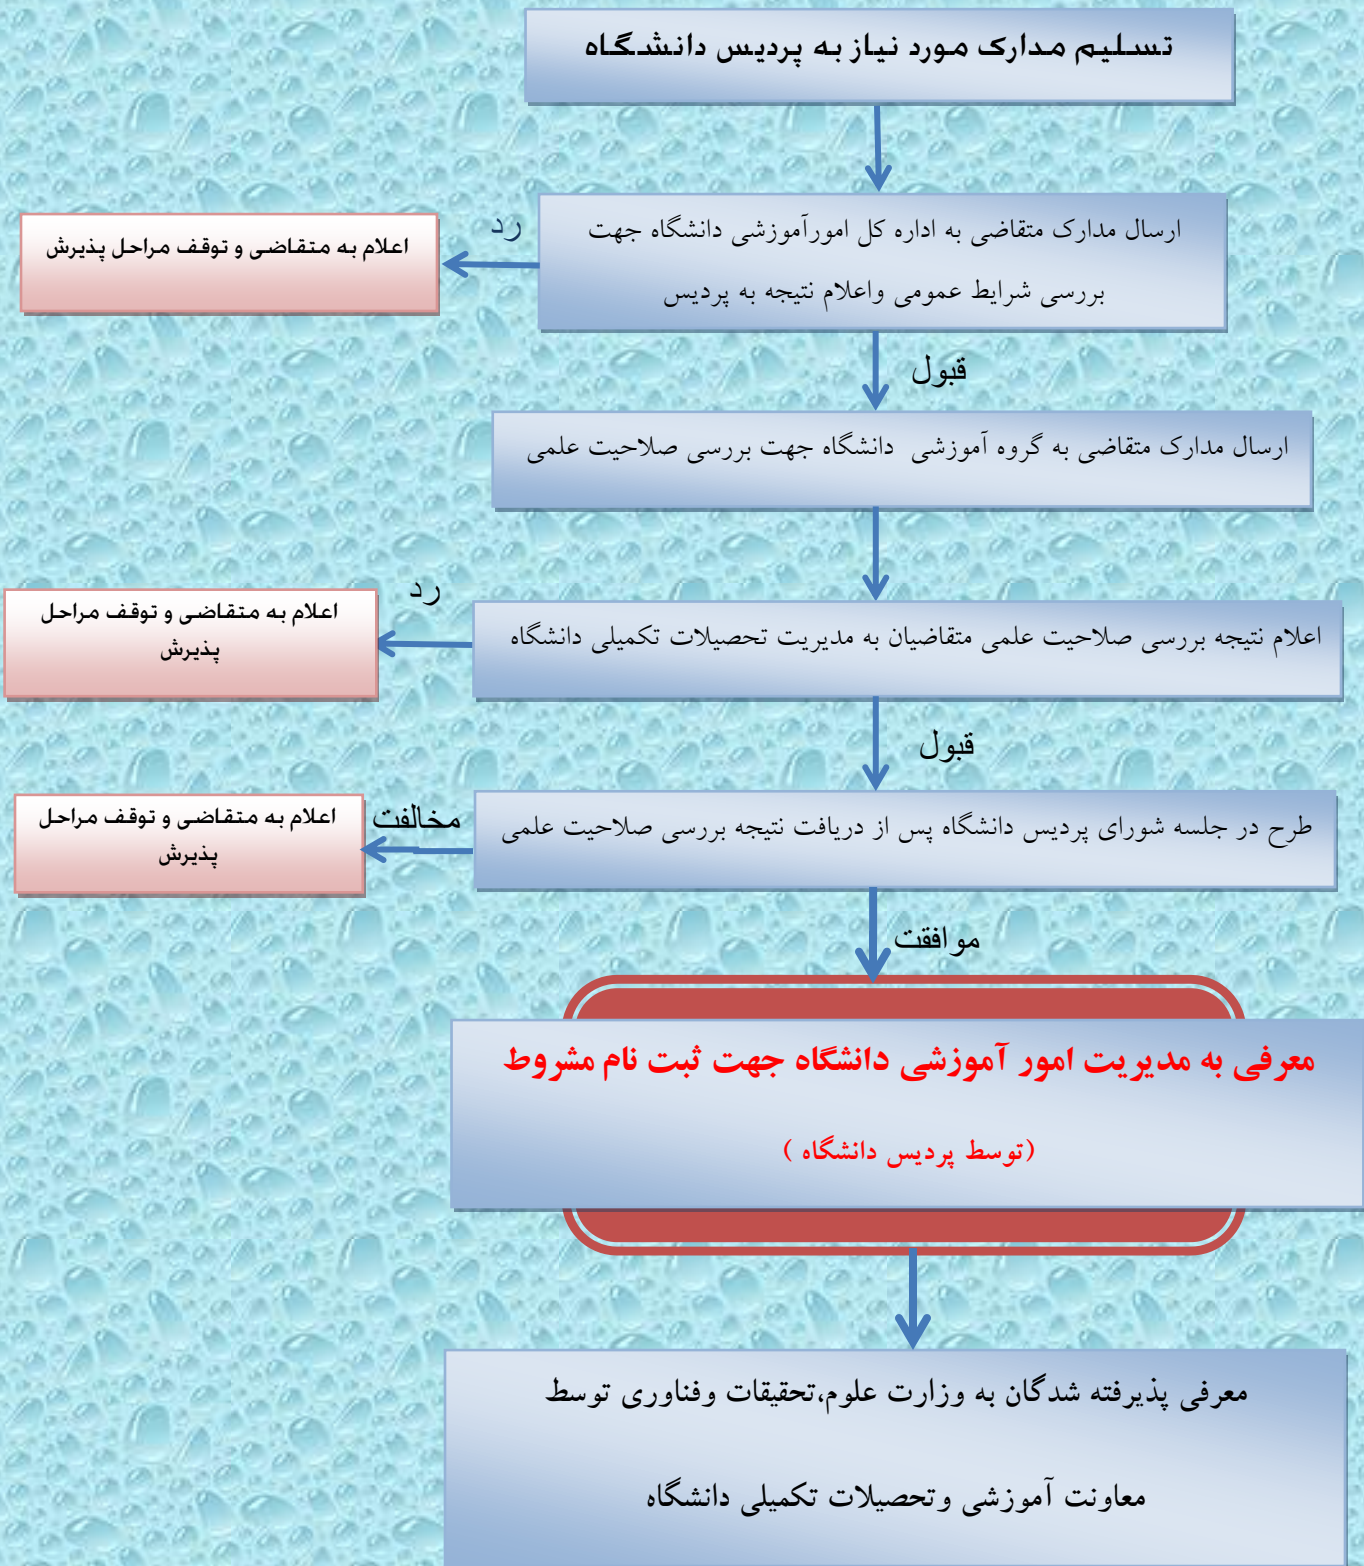 تسلیم مدارک مورد نیاز به پردیس دانشگاه
ارسال مدارک متقاضی به اداره کل امورآموزشی دانشگاه جهت
بررسی شرایط عمومی واعلام نتیجه به پردیس
رد
اعلام به متقاضی و توقف مراحل پذیرش
قبول
ارسال مدارک متقاضی به گروه آموزشی دانشگاه جهت بررسی صلاحیت علمی
اعلام نتیجه بررسی صلاحیت علمی متقاضیان به مدیریت تحصیلات تکمیلی دانشگاه
رد
اعلام به متقاضی و توقف مراحل
پذیرش
قبول
طرح در جلسه شورای پردیس دانشگاه پس از دریافت نتیجه بررسی صلاحیت علمی
مخالفت
اعلام به متقاضی و توقف مراحل
پذیرش
موافقت
معرفی به مدیریت امور آموزشی دانشگاه جهت ثبت نام مشروط
(توسط پردیس دانشگاه )
معرفی پذیرفته شدگان به وزارت علوم،تحقیقات وفناوری توسط
معاونت آموزشی وتحصیلات تکمیلی دانشگاه